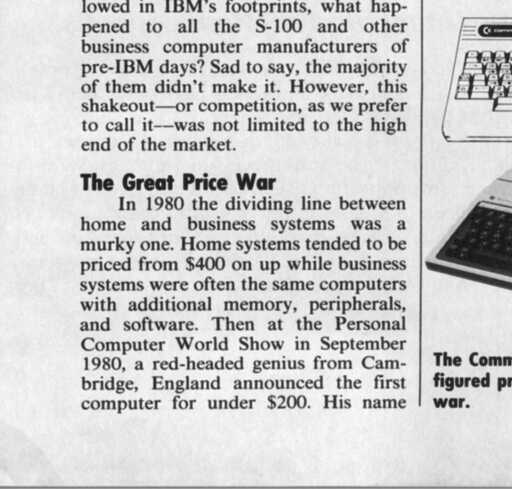 lowed in IBM's footprints, what hap-
pened to all the S-100 and other
business computer manufacturers of
pre-IBM days? Sad to say, the majority
of them didn't make it. However, this
shakeout—or competition, as we prefer
to call it—was not limited to the high
end of the market.
The Great Price War
In 1980 the dividing line between
home and business systems was a
murky one. Home systems tended to be
priced from $400 on up while business
systems were often the same computers
with additional memory, peripherals,
and software. Then at the Personal
Computer World Show in September
1980, a red-headed genius from Cam-
bridge, England announced the first
computer for under $200. His name
The Comm
figured pr
war.